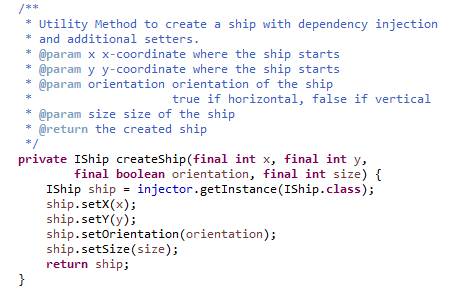 /**
 * Utility Method to create a ship with dependency injection
 * and additional setters.
 * @param x x-coordinate where the ship starts
 * @param y y-coordinate where the ship starts
 * @param orientation orientation of the ship
 *                    true if horizontal, false if vertical
 * @param size size of the ship
 * @return the created ship
 */
private IShip createShip(final int x, final int y,
        final boolean orientation, final int size) {
    IShip ship = injector.getInstance(IShip.class);
    ship.setX(x);
    ship.setY(y);
    ship.setOrientation(orientation);
    ship.setSize(size);
    return ship;
}